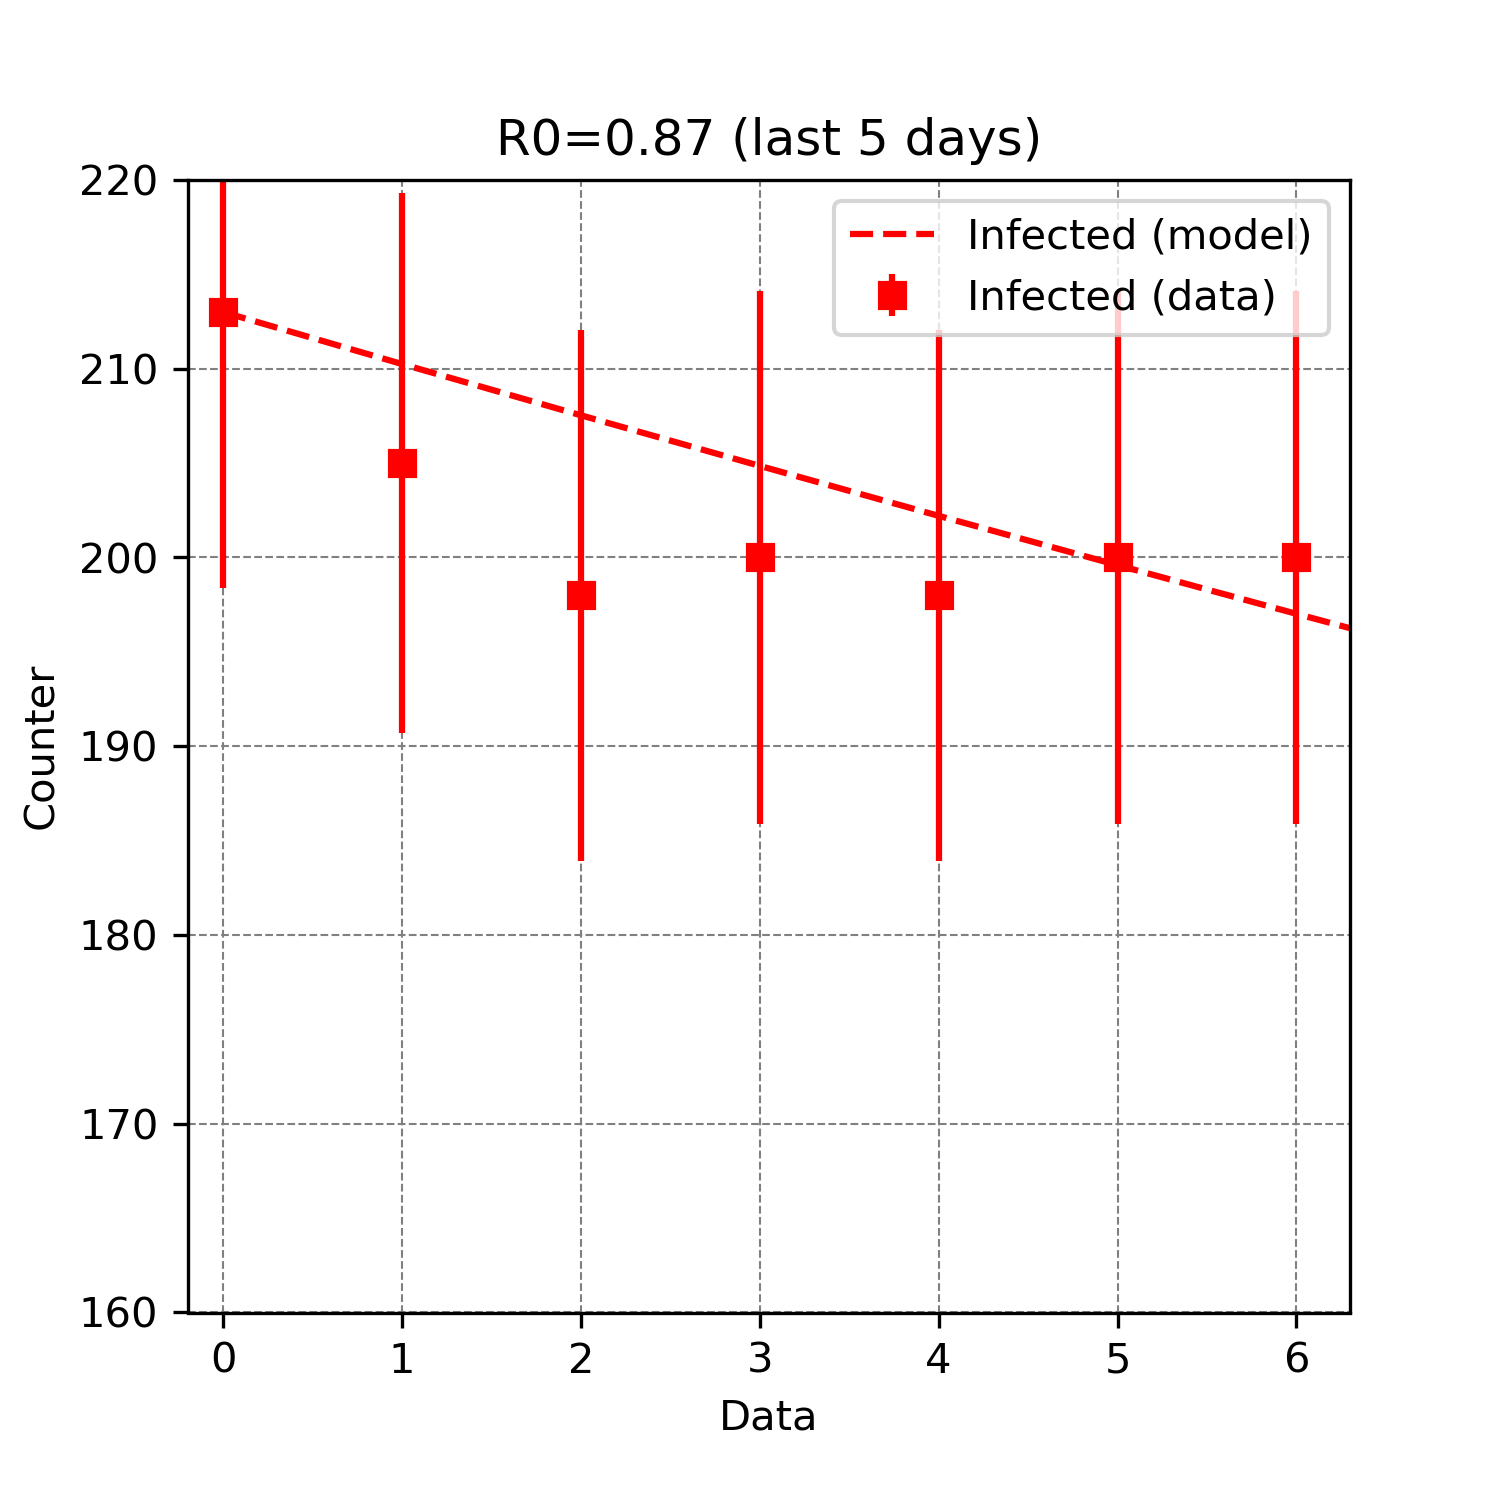 R0=0.87 (last 5 days)
220
210
200
190
180
170
160
Counter
Infected (model)
Infected (data)
0 1 2 3 4 5 6
Data